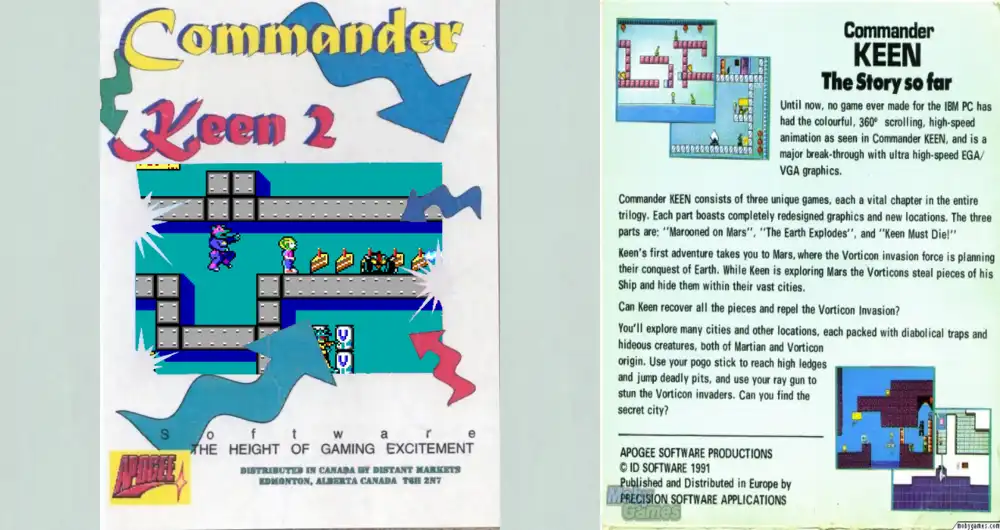 Commander
Keen 2
Software
THE HEIGHT OF GAMING EXCITEMENT
APOGEE
DISTRIBUTED IN CANADA BY DISTANT MARKETS
EDMONTON, ALBERTA CANADA T6H 2N7
Commander
KEEN
The Story so far
Until now, no game ever made for the IBM PC has
had the colourful, 360° scrolling, high-speed
animation as seen in Commander KEEN, and is a
major break-through with ultra high-speed EGA/
VGA graphics.
Commander KEEN consists of three unique games, each a vital chapter in the entire
trilogy. Each part boasts completely redesigned graphics and new locations. The three
parts are: "Marooned on Mars", "The Earth Explodes", and "Keen Must Die!"
Keen's first adventure takes you to Mars, where the Vorticon invasion force is planning
their conquest of Earth. While Keen is exploring Mars the Vorticons steal pieces of his
Ship and hide them within their vast cities.
Can Keen recover all the pieces and repel the Vorticon Invasion?
You'll explore many cities and other locations, each packed with diabolical traps and
hideous creatures, both of Martian and Vorticon
origin. Use your pogo stick to reach high ledges
and jump deadly pits, and use your ray gun to
stun the Vorticon invaders. Can you find the
secret city?
APOGEE SOFTWARE PRODUCTIONS
© ID SOFTWARE 1991
Published and Distributed in Europe by
PRECISION SOFTWARE APPLICATIONS
Moby
Games
mobygames.com